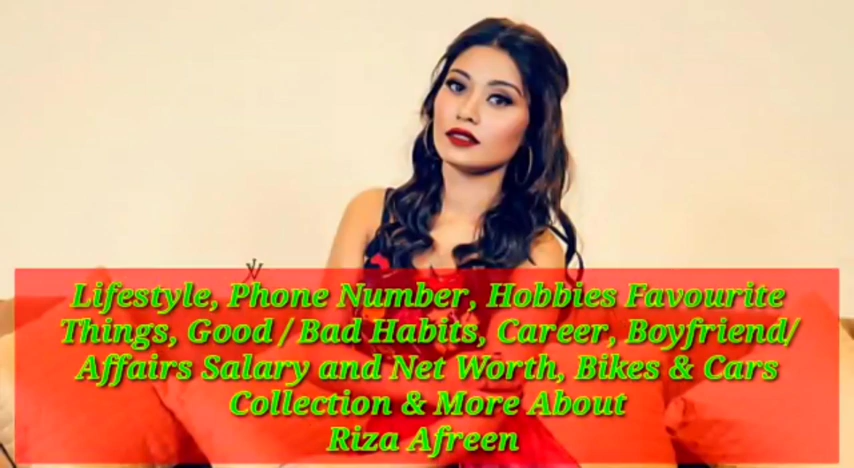 Lifestyle, Phone Number, Hobbies Favourite
Things, Good / Bad Habits, Career, Boyfriend/
Affairs Salary and Net Worth, Bikes & Cars
Collection & More About
Riza Afreen